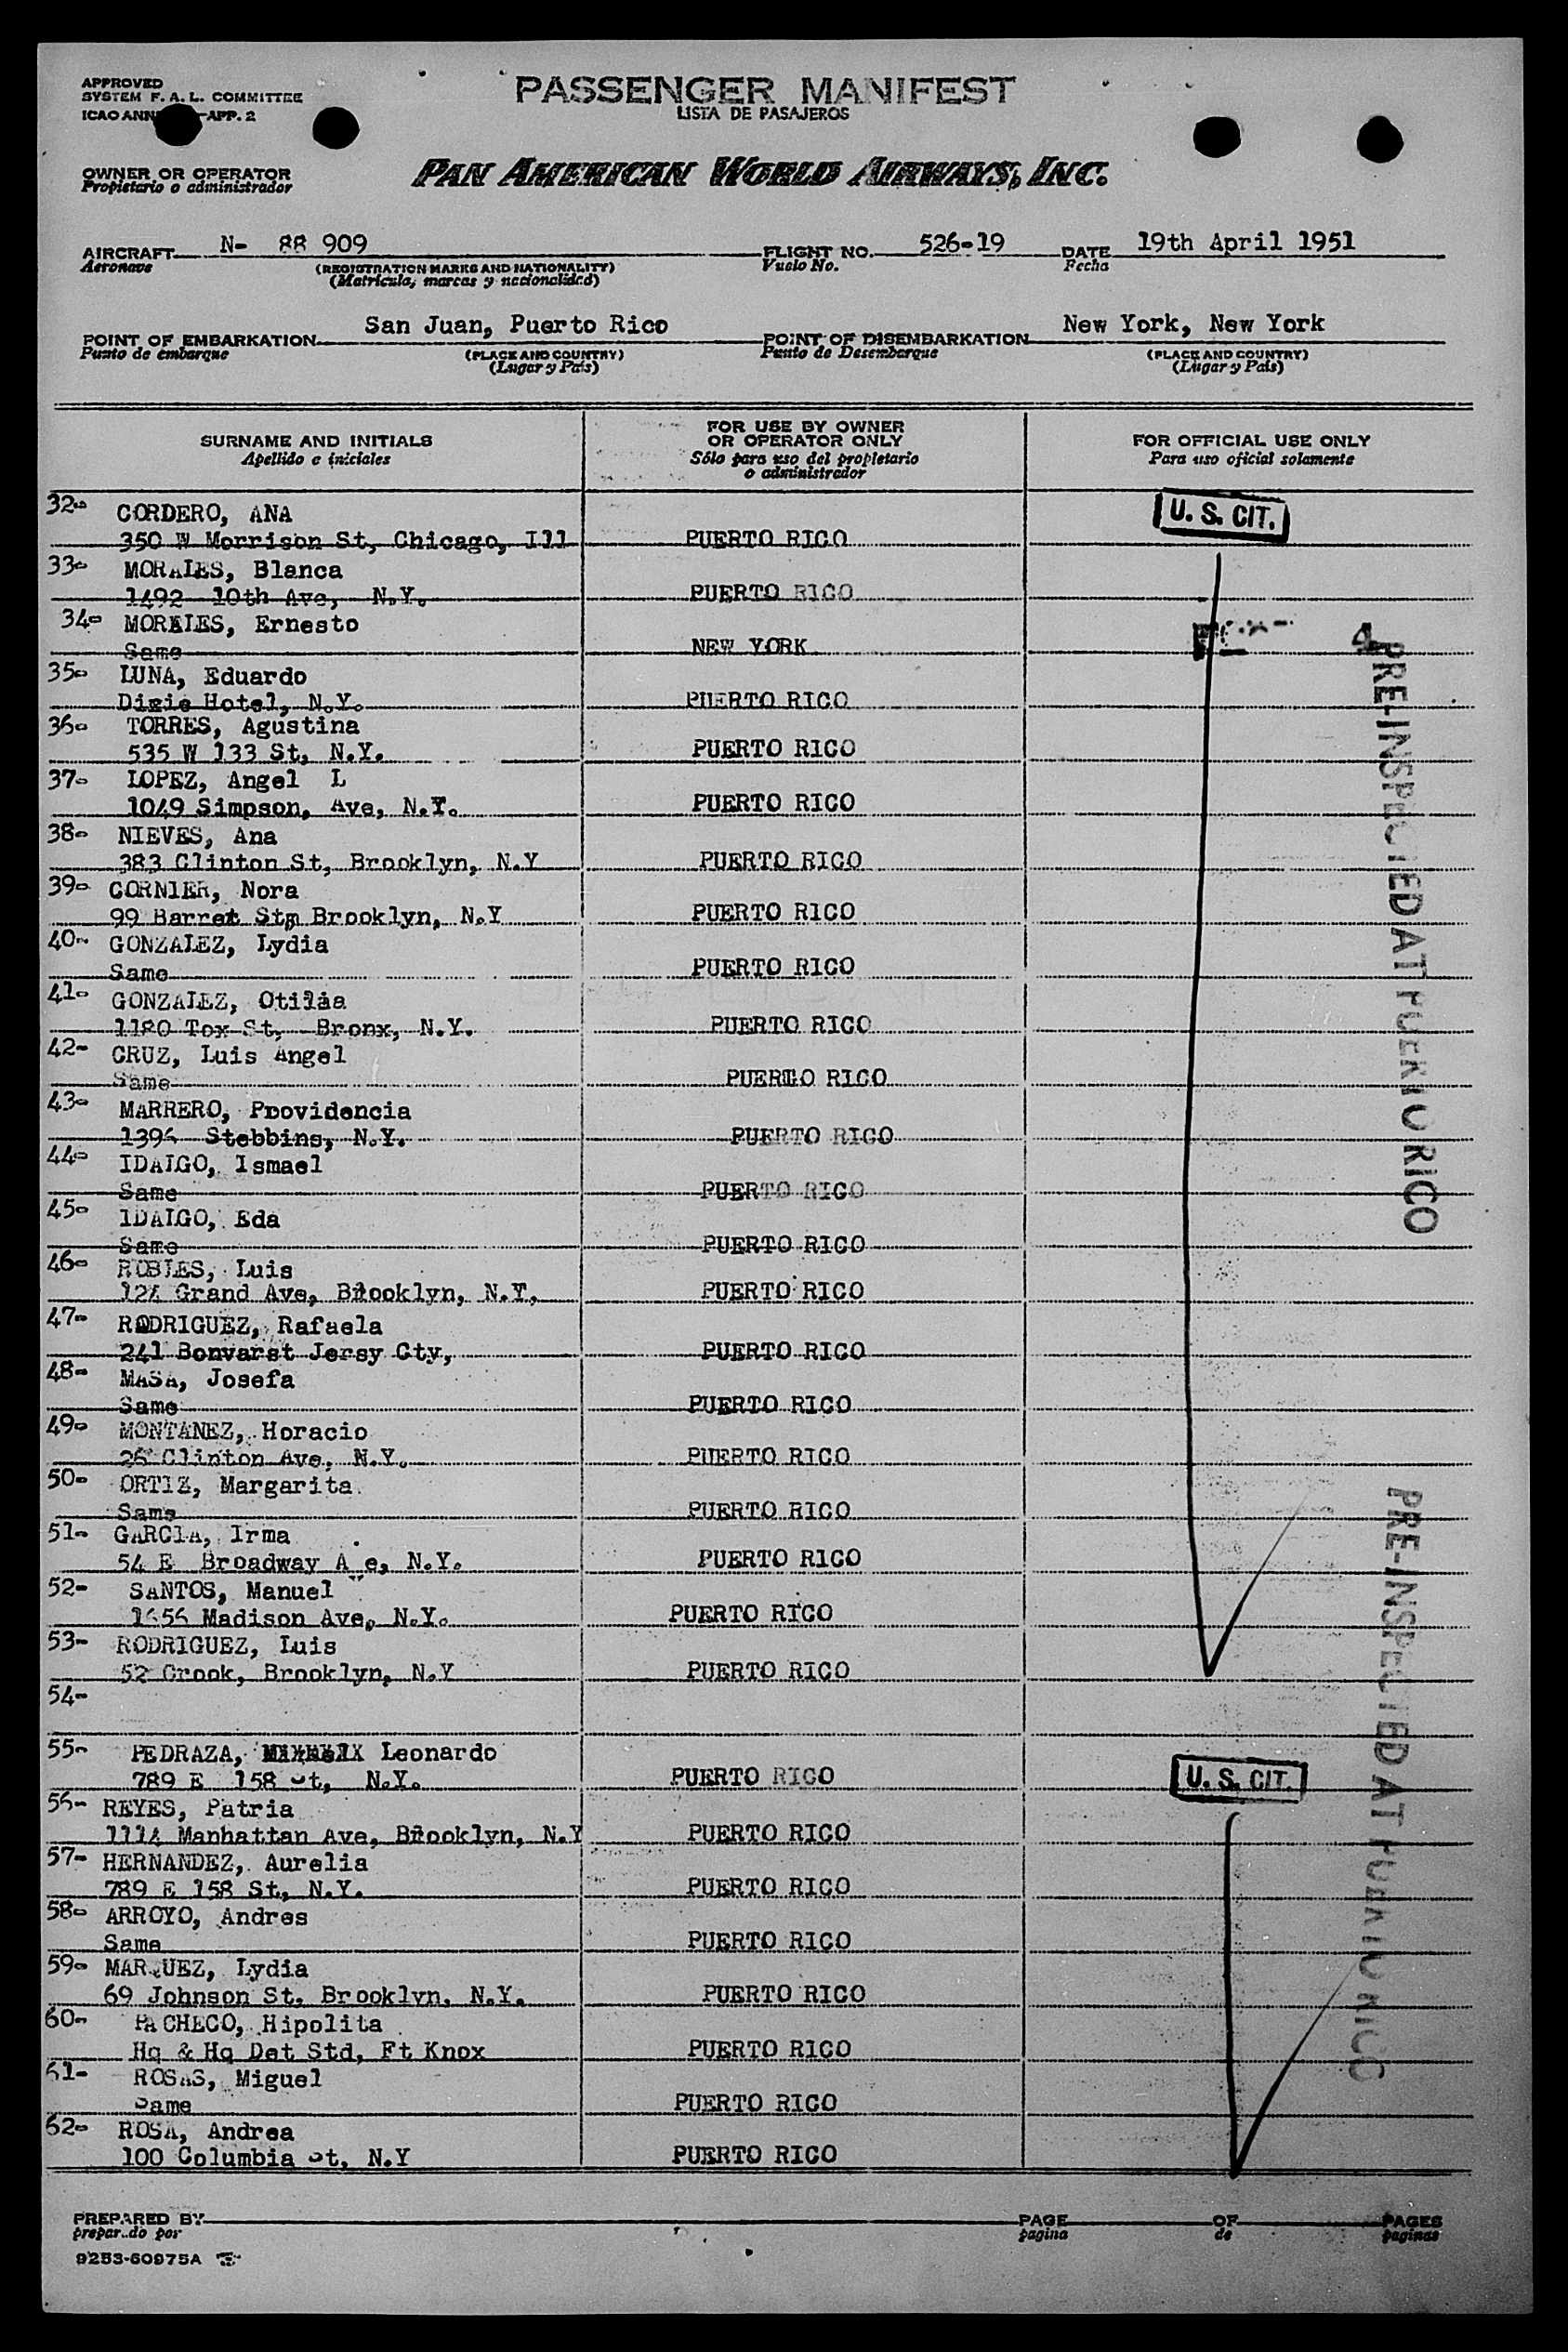 APPROVED
SYSTEM F. A. L. COMMITTEE
ICAO APP. 2
PASSENGER MANIFEST
LISTA DE PASAJEROS
OWNER OR OPERATOR
Propietario o administrador
PAN AMERICAN WORLD AIRWAYS, INC.
AIRCRAFT N- 88 909 FLIGHT NO. 526-19 DATE 19th April 1951
Aeronave (REGISTRATION MARKS AND NATIONALITY) Vuelo No. Fecha
(Matricula, marcas y nacionalidad)
POINT OF EMBARKATION San Juan, Puerto Rico POINT OF DISEMBARKATION New York, New York
Punto de embarque (PLACE AND COUNTRY) Punto de Desembarque (PLACE AND COUNTRY)
(Lugar y Pais) (Lugar y Pais)
SURNAME AND INITIALS
Apellido e iniciales
FOR USE BY OWNER
OR OPERATOR ONLY
Sólo para uso del propietario
o administrador
FOR OFFICIAL USE ONLY
Para uso oficial solamente
32- CORDERO, ANA U. S. CIT.
350 W Morrison St, Chicago, Ill PUERTO RICO
33- MORALES, Blanca
1492 10th Ave, N.Y. PUERTO RICO
34- MORALES, Ernesto
Same NEW YORK 4
35- LUNA, Eduardo
Dixie Hotel, N.Y. PUERTO RICO
36- TORRES, Agustina
535 W 133 St, N.Y. PUERTO RICO
37- LOPEZ, Angel L
1049 Simpson, Ave, N.Y. PUERTO RICO
38- NIEVES, Ana
383 Clinton St, Brooklyn, N.Y PUERTO RICO
39- CORNIER, Nora
99 Barret Brooklyn, N.Y PUERTO RICO
40- GONZALEZ, Lydia
Same PUERTO RICO
41- GONZALEZ, Otilia
1180 Tox St, Bronx, N.Y. PUERTO RICO
42- CRUZ, Luis Angel
Same PUERTO RICO
43- MARRERO, Providencia
Stebbins, N.Y. PUERTO RICO
44- IDALGO, Ismael
Same PUERTO RICO
45- IDALGO, Eda
Same PUERTO RICO
46- ROBLES, Luis
124 Grand Ave, Brooklyn, N.Y, PUERTO RICO
47- RODRIGUEZ, Rafaela
241 Bonvarst Jersy Cty, PUERTO RICO
48- MASA, Josefa
Same PUERTO RICO
49- MONTANEZ, Horacio
26 Clinton Ave, N.Y. PUERTO RICO
50- ORTIZ, Margarita
Same PUERTO RICO
51- GARCIA, Irma
54 E Broadway A e, N.Y. PUERTO RICO
52- SANTOS, Manuel
1656 Madison Ave, N.Y. PUERTO RICO
53- RODRIGUEZ, Luis
52 Crook, Brooklyn, N.Y PUERTO RICO
54-
55- PEDRAZA, Leonardo
789 E 158 St, N.Y. PUERTO RICO U. S. CIT.
56- REYES, Patria
1114 Manhattan Ave, Brooklyn, N.Y PUERTO RICO
57- HERNANDEZ, Aurelia
789 E 158 St, N.Y. PUERTO RICO
58- ARROYO, Andres
Same PUERTO RICO
59- MARQUEZ, Lydia
69 Johnson St, Brooklyn, N.Y. PUERTO RICO
60- PACHECO, Hipolita
Hq & Hq Det Std, Ft Knox PUERTO RICO
61- ROSAS, Miguel
Same PUERTO RICO
62- ROSA, Andrea
100 Columbia St, N.Y PUERTO RICO
PRE-INSPECTED AT PUERTO RICO
PRE-INSPECTED AT PUERTO RICO
PREPARED BY PAGE OF PAGES
preparado por pagina de paginas
9253-60975A